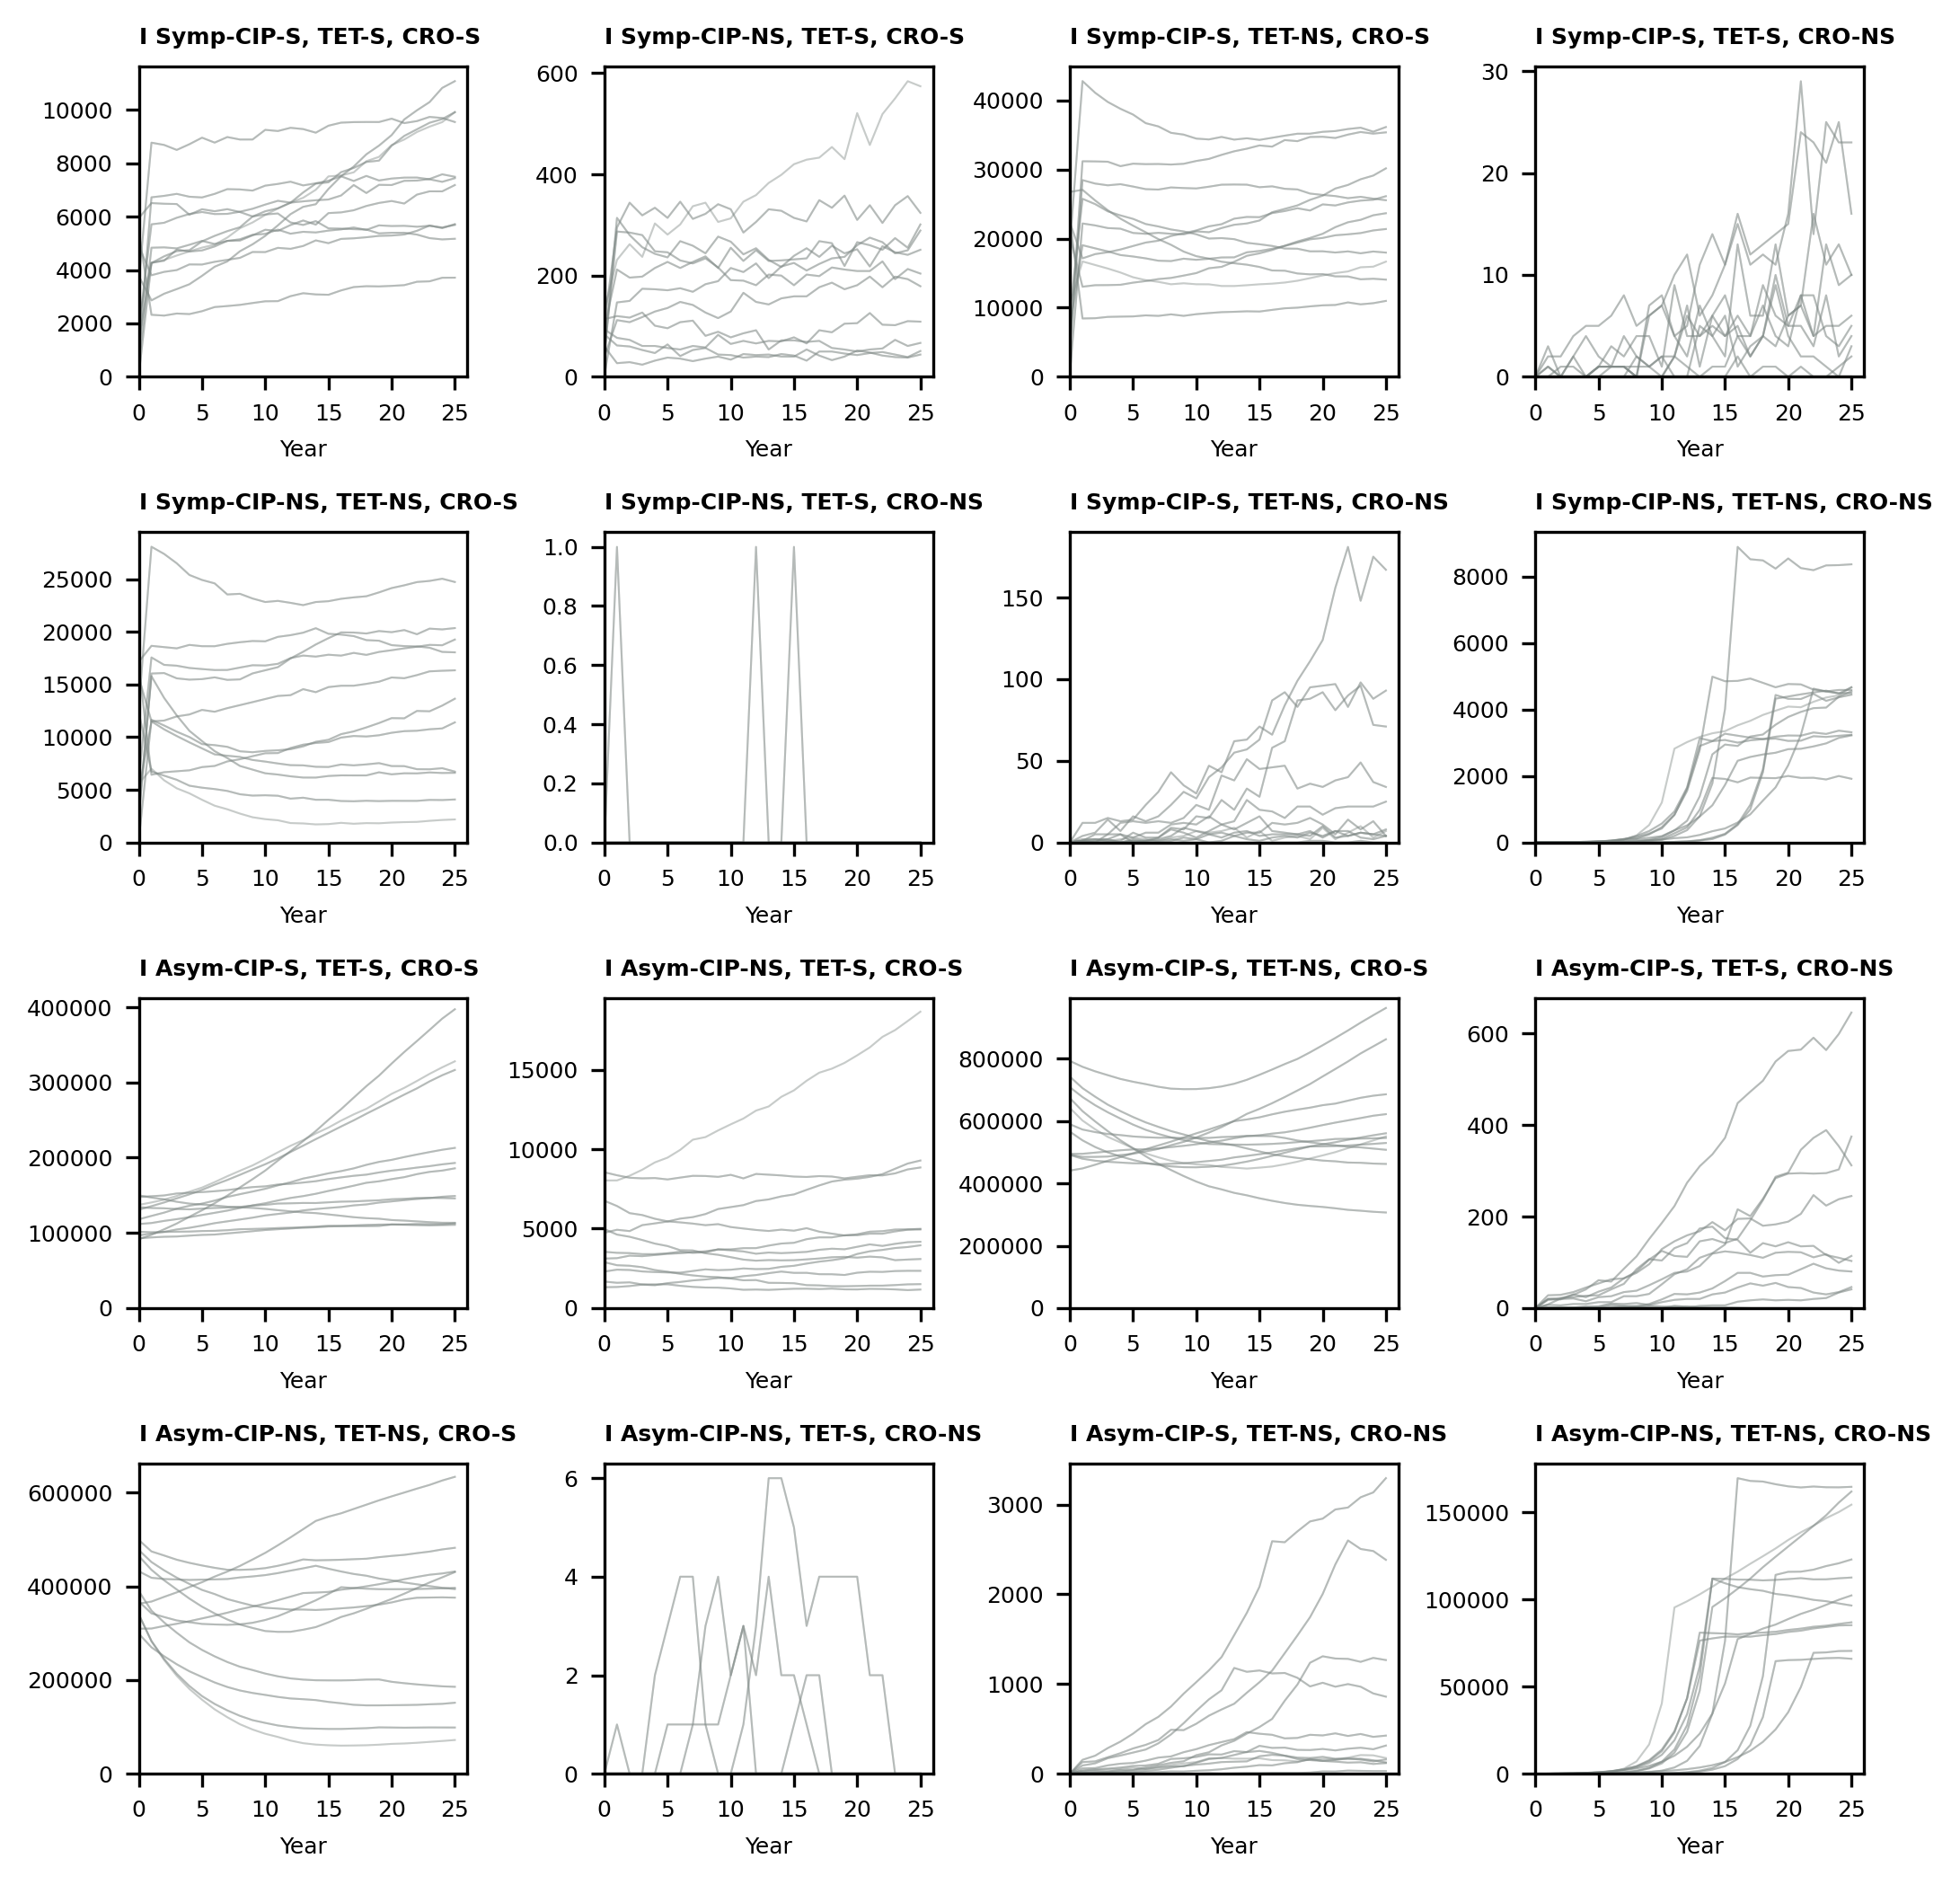 I Symp-CIP-S, TET-S, CRO-S
I Symp-CIP-NS, TET-S, CRO-S
I Symp-CIP-S, TET-NS, CRO-S
I Symp-CIP-S, TET-S, CRO-NS
10000
8000
6000
4000
2000
0
0 5 10 15 20 25
Year
600
400
200
0
0 5 10 15 20 25
Year
40000
30000
20000
10000
0
0 5 10 15 20 25
Year
30
20
10
0
0 5 10 15 20 25
Year
I Symp-CIP-NS, TET-NS, CRO-S
I Symp-CIP-NS, TET-S, CRO-NS
I Symp-CIP-S, TET-NS, CRO-NS
I Symp-CIP-NS, TET-NS, CRO-NS
25000
20000
15000
10000
5000
0
0 5 10 15 20 25
Year
1.0
0.8
0.6
0.4
0.2
0.0
0 5 10 15 20 25
Year
150
100
50
0
0 5 10 15 20 25
Year
8000
6000
4000
2000
0
0 5 10 15 20 25
Year
I Asym-CIP-S, TET-S, CRO-S
I Asym-CIP-NS, TET-S, CRO-S
I Asym-CIP-S, TET-NS, CRO-S
I Asym-CIP-S, TET-S, CRO-NS
400000
300000
200000
100000
0
0 5 10 15 20 25
Year
15000
10000
5000
0
0 5 10 15 20 25
Year
800000
600000
400000
200000
0
0 5 10 15 20 25
Year
600
400
200
0
0 5 10 15 20 25
Year
I Asym-CIP-NS, TET-NS, CRO-S
I Asym-CIP-NS, TET-S, CRO-NS
I Asym-CIP-S, TET-NS, CRO-NS
I Asym-CIP-NS, TET-NS, CRO-NS
600000
400000
200000
0
0 5 10 15 20 25
Year
6
4
2
0
0 5 10 15 20 25
Year
3000
2000
1000
0
0 5 10 15 20 25
Year
150000
100000
50000
0
0 5 10 15 20 25
Year